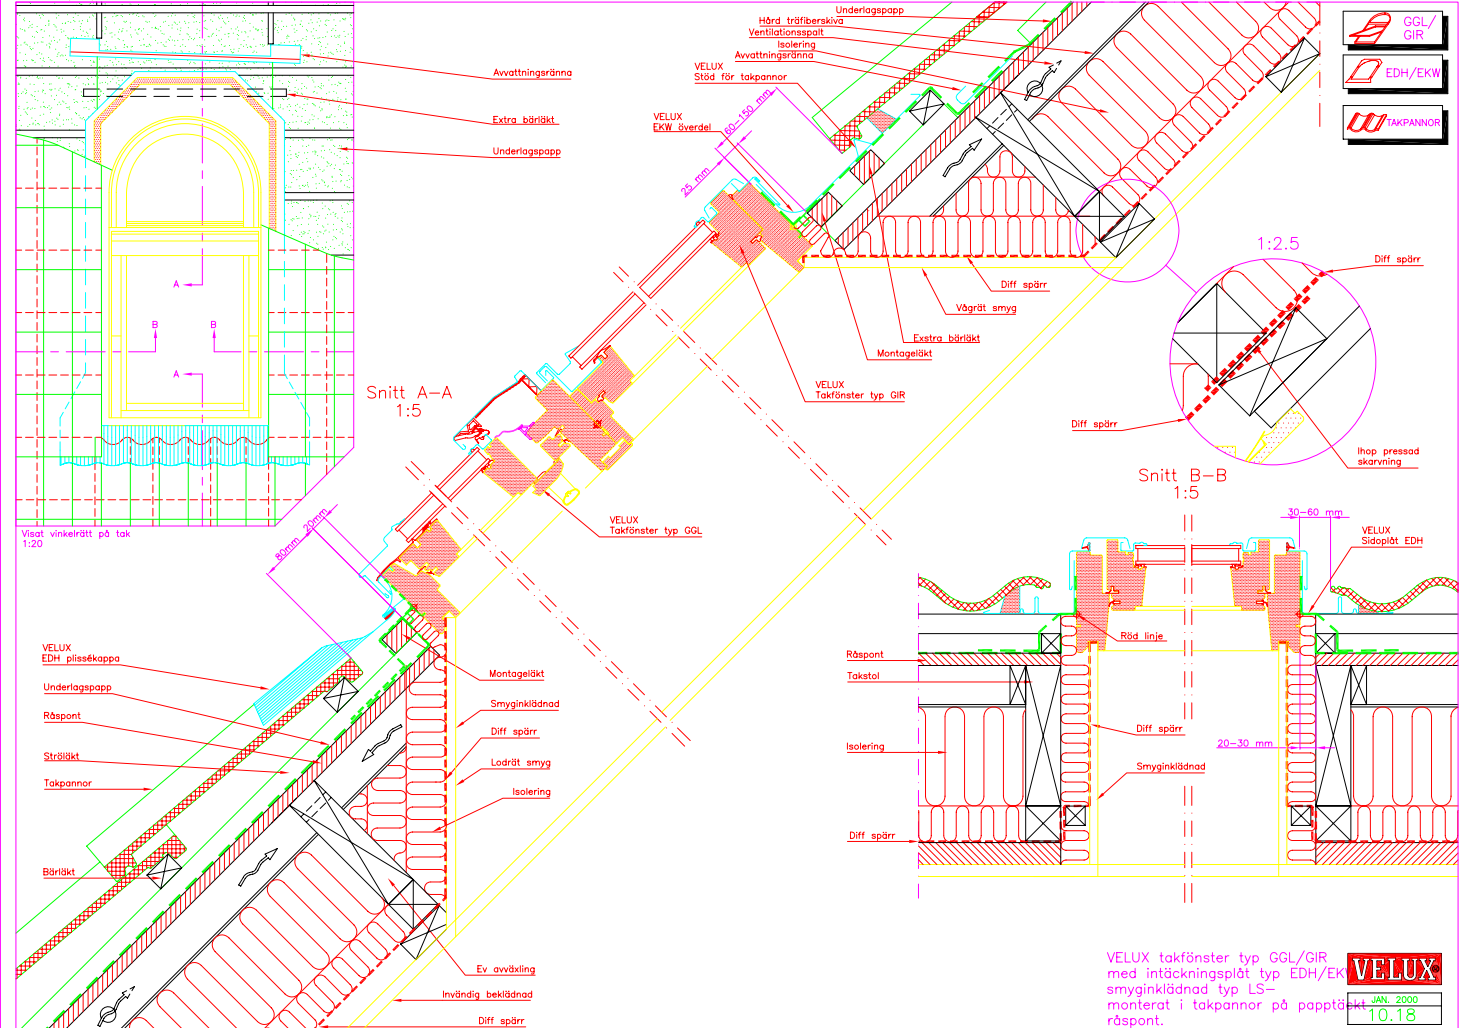 Avvattningsränna
Extra bärläkt
Underlagspapp
A
B
B
A
Visat vinkelrätt på tak
1:20
Snitt A-A
1:5
Underlagspapp
Hård träfiberskiva
Ventilationsspalt
Isolering
Avvattningsränna
VELUX
Stöd för takpannor
VELUX
EKW överdel
60-150 mm
25 mm
Diff spärr
Vågrät smyg
Exstra bärläkt
Montageläkt
VELUX
Takfönster typ GIR
VELUX
Takfönster typ GGL
20mm
80mm
VELUX
EDH plissékappa
Underlagspapp
Råspont
Ströläkt
Takpannor
Bärläkt
Montageläkt
Smyginklädnad
Diff spärr
Lodrät smyg
Isolering
Ev avväxling
Invändig beklädnad
Diff spärr
GGL/
GIR
EDH/EKW
TAKPANNOR
1:2.5
Diff spärr
Diff spärr
Ihop pressad
skarvning
Snitt B-B
1:5
30-60 mm
VELUX
Sidoplåt EDH
Röd linje
Råspont
Takstol
Isolering
Diff spärr
20-30 mm
Smyginklädnad
Diff spärr
VELUX takfönster typ GGL/GIR
med intäckningsplåt typ EDH/EKW
smyginklädnad typ LS-
monterat i takpannor på papptäckt
råspont.
VELUX®
JAN. 2000
10.18